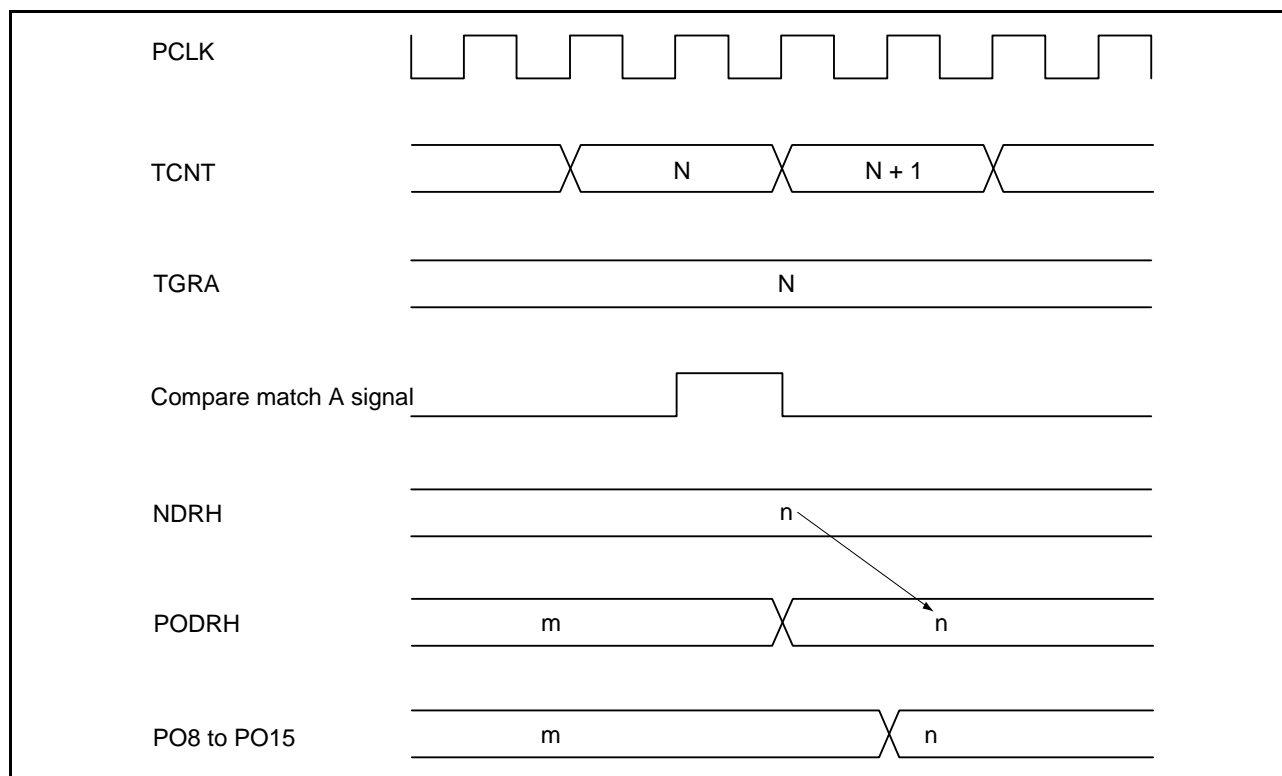 PCLK
TCNT N N + 1
TGRA N
Compare match A signal
NDRH n
PODRH m n
PO8 to PO15 m n